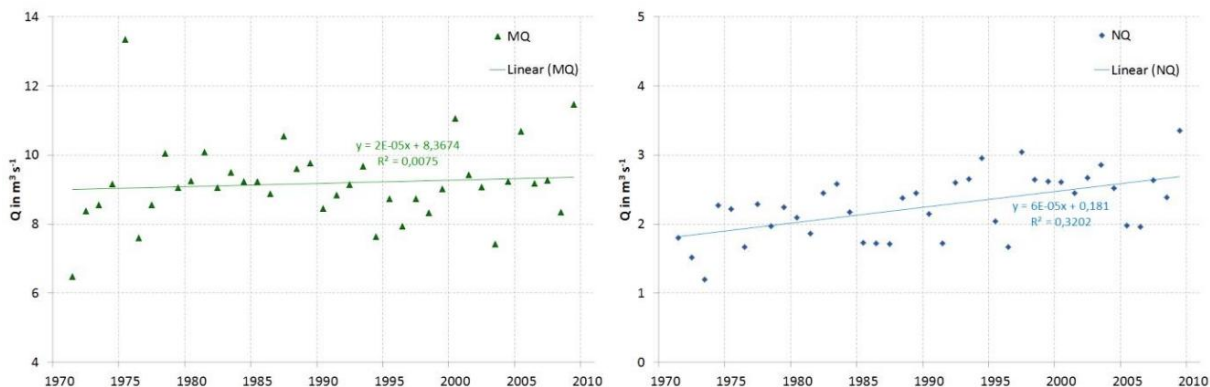 14
12
10
8
6
4
Q in m³ s⁻¹
MQ
Linear (MQ)
y = 2E-05x + 8,3674
R² = 0,0075
1970 1975 1980 1985 1990 1995 2000 2005 2010
5
4
3
2
1
0
Q in m³ s⁻¹
NQ
Linear (NQ)
y = 6E-05x + 0,181
R² = 0,3202
1970 1975 1980 1985 1990 1995 2000 2005 2010